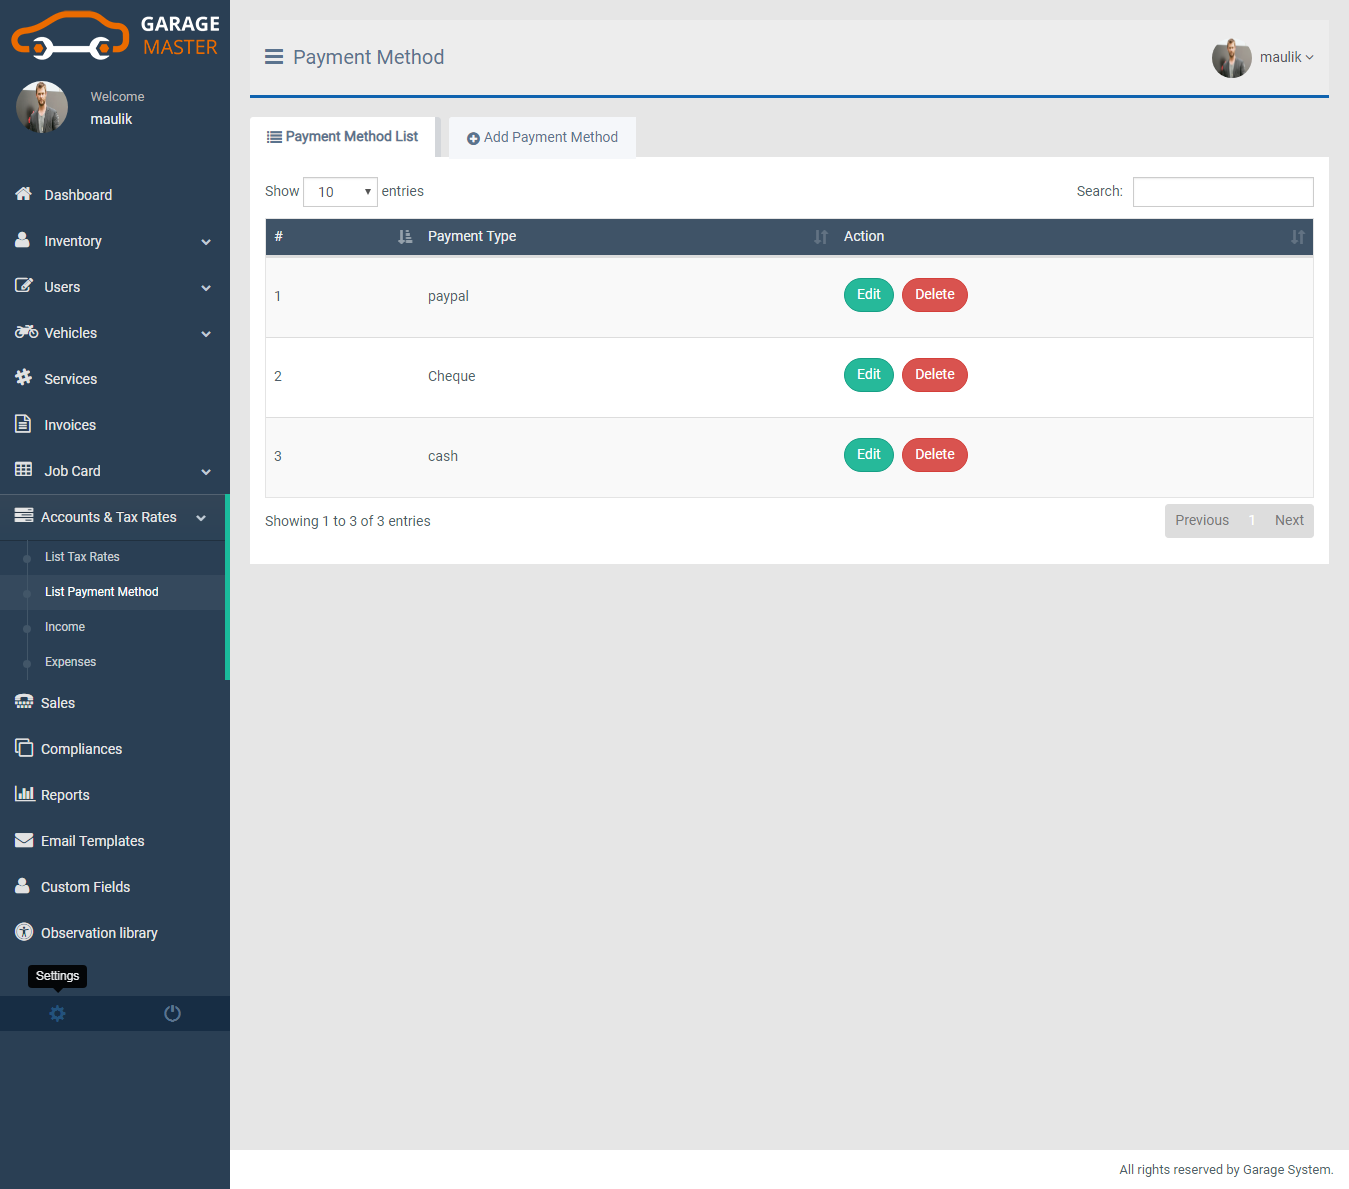 GARAGE
MASTER
Welcome
maulik
Dashboard
Inventory
Users
Vehicles
Services
Invoices
Job Card
Accounts & Tax Rates
List Tax Rates
List Payment Method
Income
Expenses
Sales
Compliances
Reports
Email Templates
Custom Fields
Observation library
Settings
Payment Method
maulik
Payment Method List
Add Payment Method
Show 10 entries
Search:
# Payment Type Action
1 paypal Edit Delete
2 Cheque Edit Delete
3 cash Edit Delete
Showing 1 to 3 of 3 entries
Previous 1 Next
All rights reserved by Garage System.